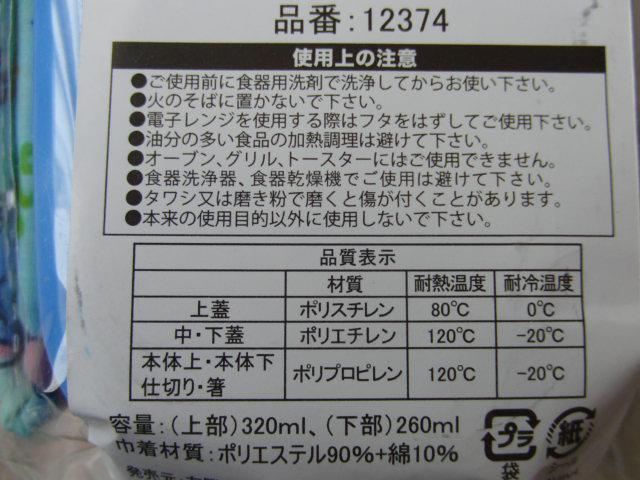 品番:12374
使用上の注意
●ご使用前に食器用洗剤で洗浄してからお使い下さい。
●火のそばに置かないで下さい。
●電子レンジを使用する際はフタをはずしてご使用下さい。
●油分の多い食品の加熱調理は避けて下さい。
●オーブン、グリル、トースターにはご使用できません。
●食器洗浄器、食器乾燥機でご使用は避けて下さい。
●タワシ又は磨き粉で磨くと傷が付くことがあります。
●本来の使用目的以外に使用しないで下さい。
品質表示
材質 耐熱温度 耐冷温度
上蓋 ポリスチレン 80℃ 0℃
中・下蓋 ポリエチレン 120℃ -20℃
本体上・本体下
仕切り・箸 ポリプロピレン 120℃ -20℃
容量:(上部)320ml、(下部)260ml
巾着材質:ポリエステル90%+綿10%
プラ
紙
袋
発売元: